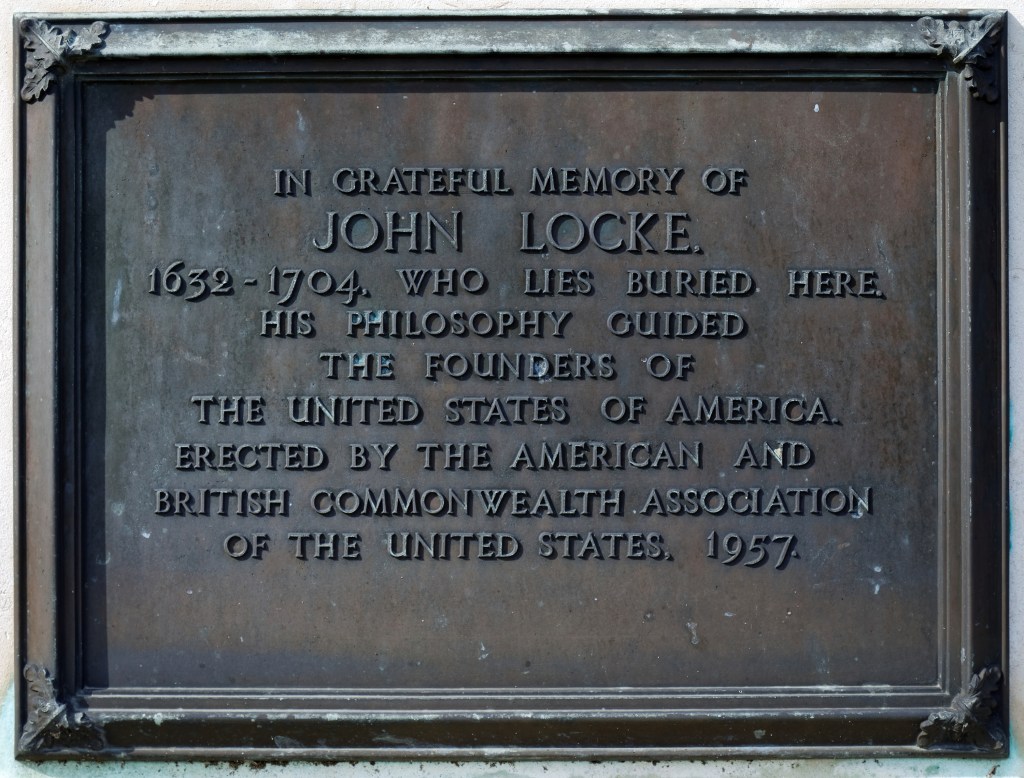 IN GRATEFUL MEMORY OF
JOHN LOCKE.
1632-1704. WHO LIES BURIED HERE.
HIS PHILOSOPHY GUIDED
THE FOUNDERS OF
THE UNITED STATES OF AMERICA.
ERECTED BY THE AMERICAN AND
BRITISH COMMONWEALTH ASSOCIATION
OF THE UNITED STATES. 1957.